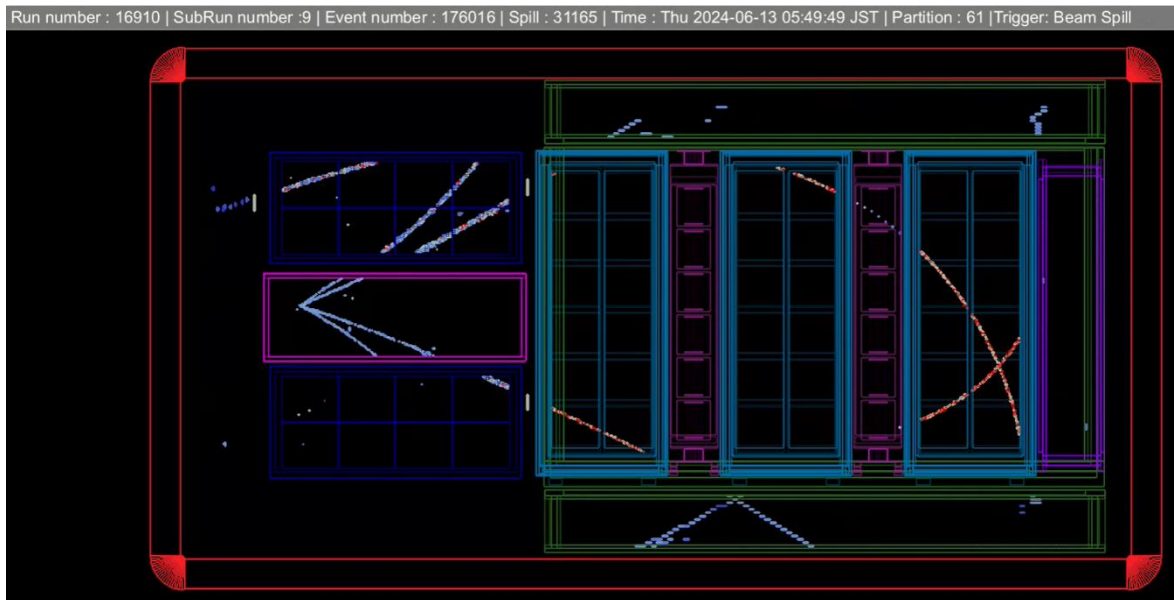 Run number : 16910 | SubRun number :9 | Event number : 176016 | Spill : 31165 | Time : Thu 2024-06-13 05:49:49 JST | Partition : 61 |Trigger: Beam Spill